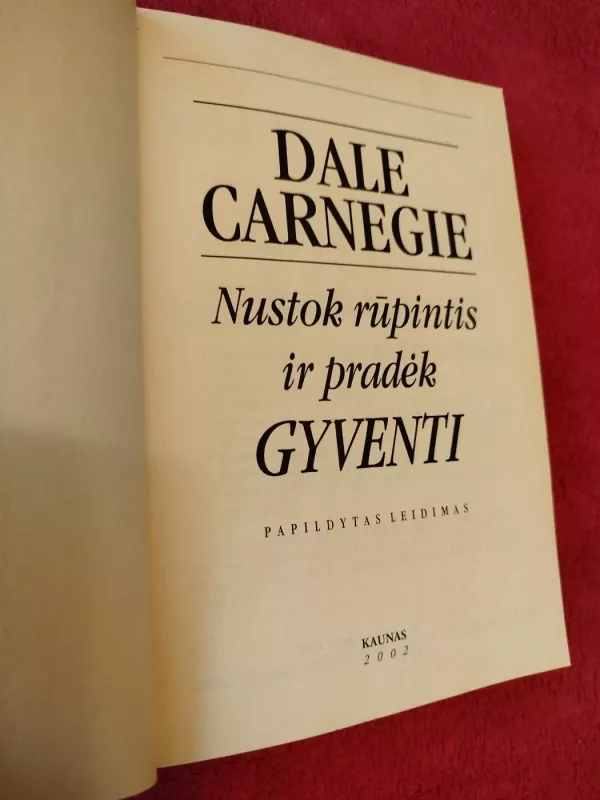 DALE
CARNEGIE
Nustok rūpintis
ir pradėk
GYVENTI
PAPILDYTAS LEIDIMAS
KAUNAS
2002